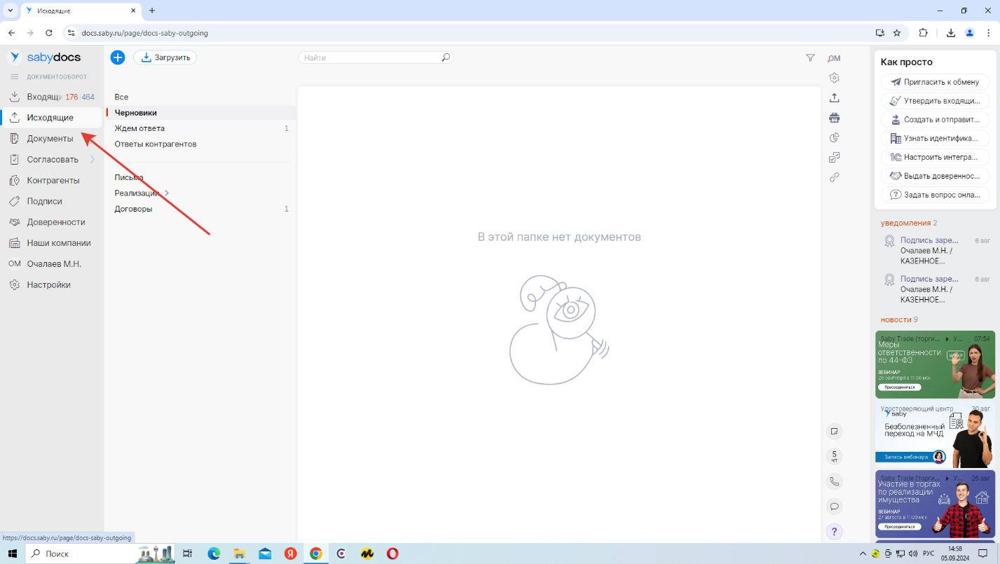 Исходящие
docs.saby.ru/page/docs-saby-outgoing
sabydocs
ДОКУМЕНТООБОРОТ
Входящи 176 464
Исходящие
Документы
Согласовать
Контрагенты
Подписи
Доверенности
Наши компании
ОМ Очалаев М.Н.
Настройки
Загрузить
Найти
Все
Черновики
Ждем ответа 1
Ответы контрагентов
Письма
Реализации
Договоры 1
В этой папке нет документов
ОМ
5
чт
?
Как просто
Пригласить к обмену
Утвердить входящи...
Создать и отправит...
Узнать идентифика...
1С Настроить интегра...
Выдать довереннос...
Задать вопрос онла...
уведомления 2
Подпись заре... 6 авг
Очалаев М.Н. /
КАЗЕННОЕ...
Подпись заре... 6 авг
Очалаев М.Н. /
КАЗЕННОЕ...
новости 9
Saby Trade (торги... У... 07:54
Меры
ответственности
по 44-ФЗ
ШТРАФ
ВЕБИНАР
Присоединиться
Удостоверяющий центр 30 авг
saby
Безболезненный
переход на МЧД
Запись вебинара
Saby Trade (торги... У... 26 авг
Участие в торгах
по реализации
имущества
ВЕБИНАР
27 августа в 11:00 мск
Присоединиться
https://docs.saby.ru/page/docs-saby-outgoing
Поиск
РУС
14:58
05.09.2024